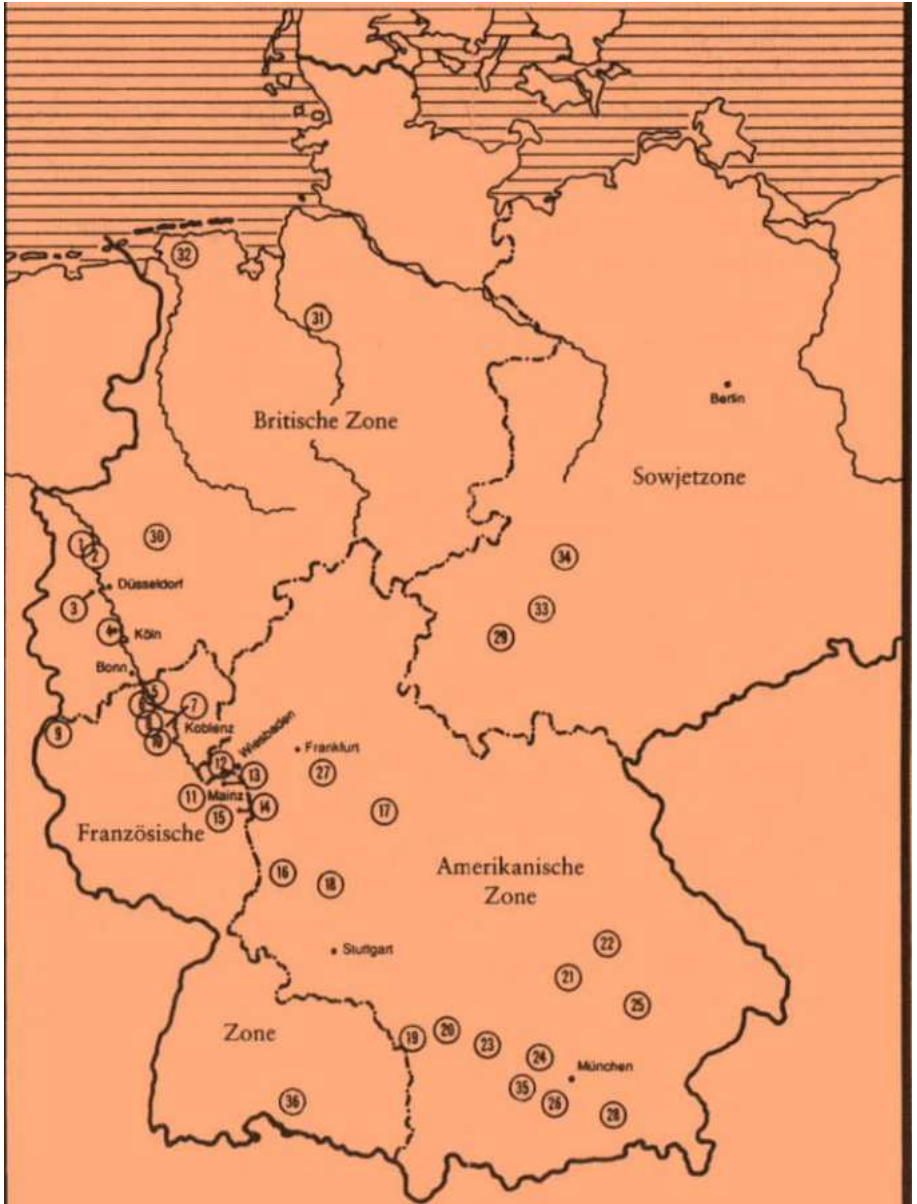 32
31
Britische Zone
Berlin
Sowjetzone
1
2
30
34
Düsseldorf
3
33
4
Köln
29
Bonn
5
6
7
8
Koblenz
9
10
Wiesbaden
Frankfurt
12
13
27
11
Mainz
14
17
15
Französische
16
18
Amerikanische
Zone
Stuttgart
22
21
25
Zone
19
20
23
24
München
35
26
28
36